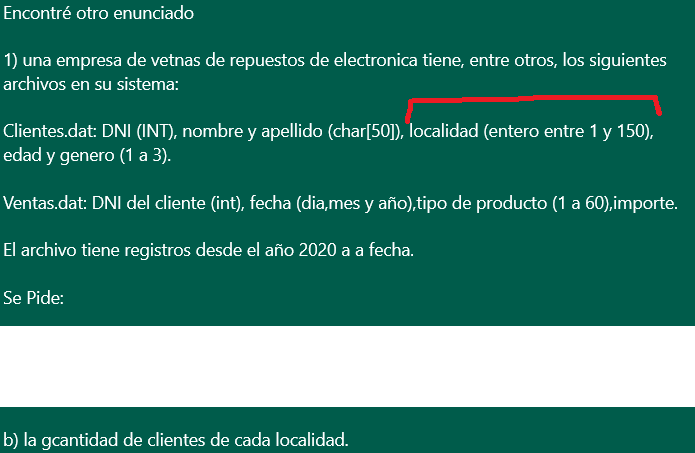 Encontré otro enunciado
1) una empresa de vetnas de repuestos de electronica tiene, entre otros, los siguientes
archivos en su sistema:
Clientes.dat: DNI (INT), nombre y apellido (char[50]), localidad (entero entre 1 y 150),
edad y genero (1 a 3).
Ventas.dat: DNI del cliente (int), fecha (dia,mes y año),tipo de producto (1 a 60),importe.
El archivo tiene registros desde el año 2020 a a fecha.
Se Pide:
b) la gcantidad de clientes de cada localidad.